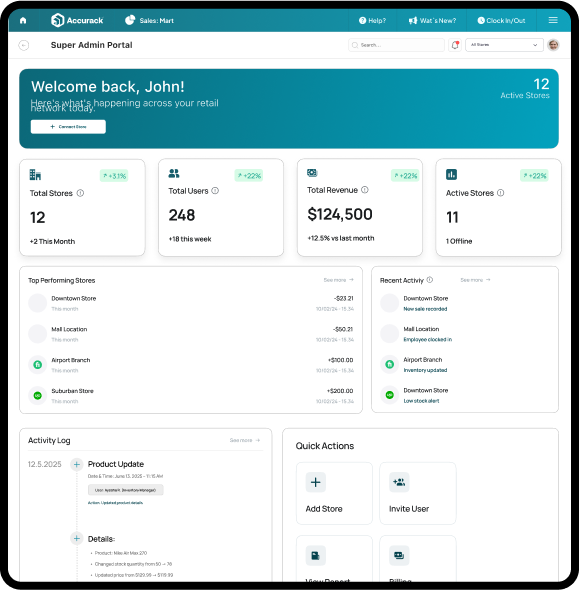 Accurack
Sales: Mart
Help?
Wat`s New?
Clock In/Out
Super Admin Portal
Search...
All Stores
Welcome back, John!
Here's what's happening across your retail
network today.
+ Connect Store
12
Active Stores
+3.1%
Total Stores
12
+2 This Month
+22%
Total Users
248
+18 this week
+22%
Total Revenue
$124,500
+12.5% vs last month
+22%
Active Stores
11
1 Offline
Top Performing Stores
See more →
Downtown Store
This month
-$23.21
10/02/24 - 15.34
Mall Location
This month
-$50.21
10/02/24 - 15.34
Airport Branch
This month
+$100.00
10/02/24 - 15.34
Suburban Store
This month
+$200.00
10/02/24 - 15.34
Recent Activiy
See more →
Downtown Store
New sale recorded
Mall Location
Employee clocked in
Airport Branch
Inventory updated
Downtown Store
Low stock alert
Activity Log
See more →
12.5.2025
Product Update
Date & Time: June 13, 2025 – 11:15 AM
Action: Updated product details
Details:
• Product: Nike Air Max 270
• Changed stock quantity from 50 → 76
• Updated price from $129.99 → $119.99
Quick Actions
Add Store
Invite User
View Report
Billing